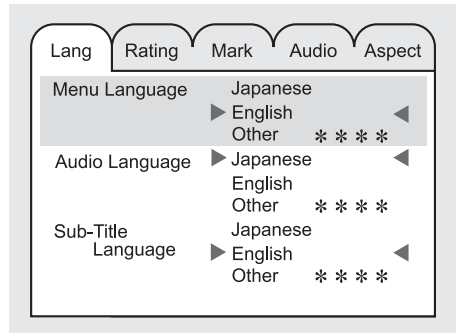 Lang Rating Mark Audio Aspect
Menu Language Japanese
English
Other ＊＊＊＊
Audio Language Japanese
English
Other ＊＊＊＊
Sub-Title Japanese
Language English
Other ＊＊＊＊